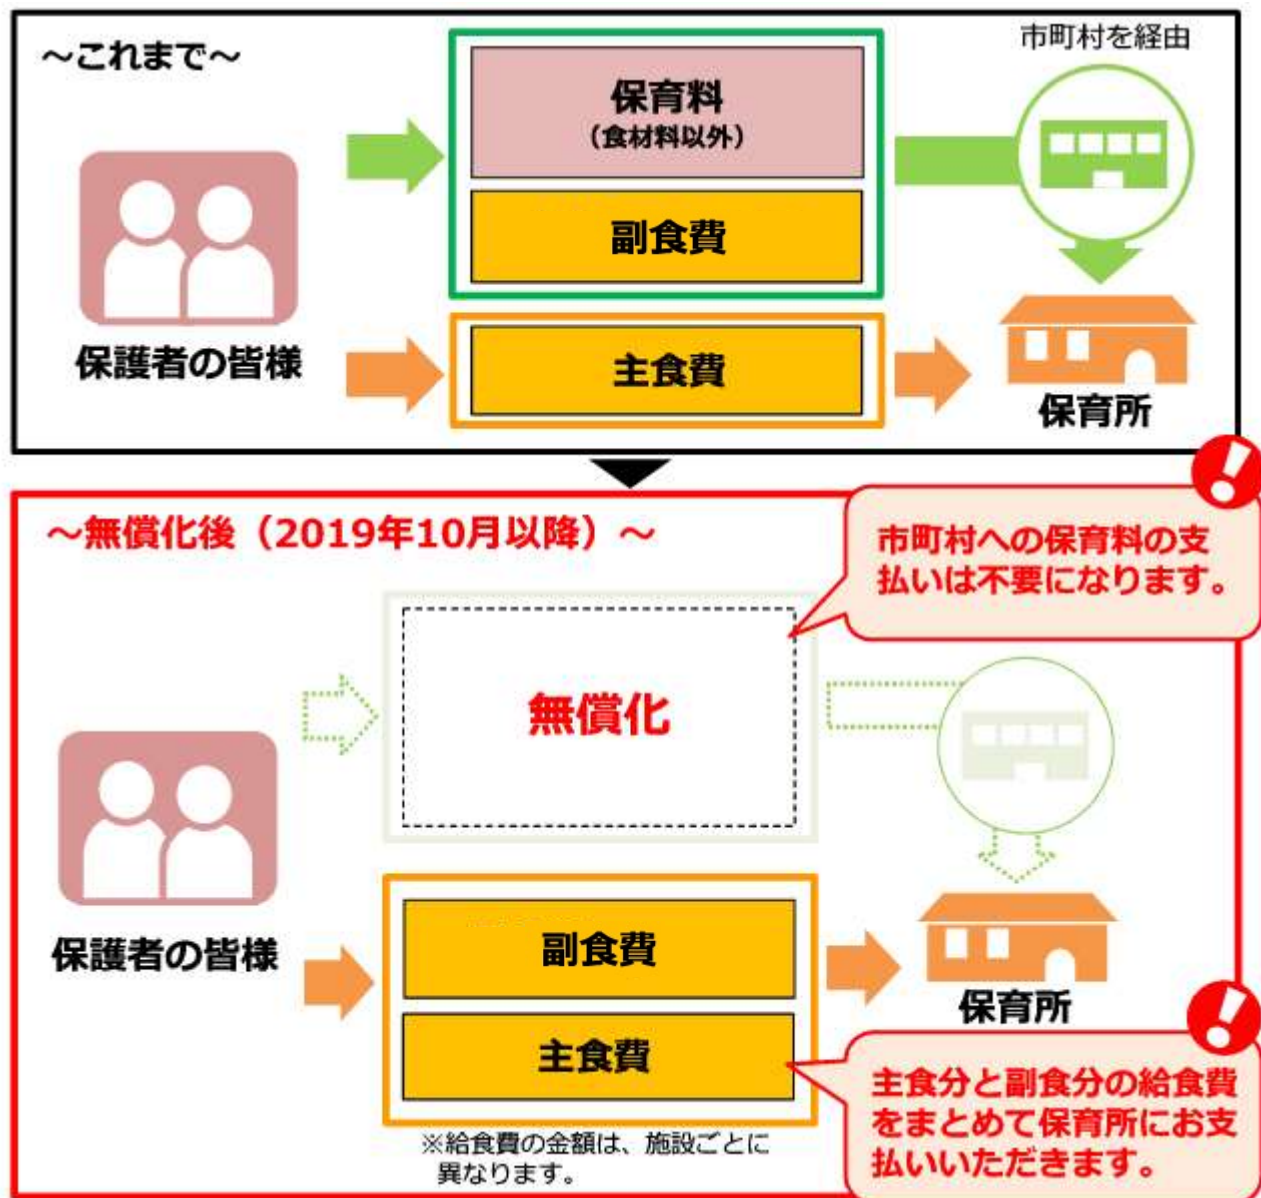 ～これまで～
市町村を経由
保育料
（食材料以外）
副食費
保護者の皆様
主食費
保育所
～無償化後（2019年10月以降）～
市町村への保育料の支
払いは不要になります。
無償化
保護者の皆様
副食費
保育所
主食費
主食分と副食分の給食費
をまとめて保育所にお支
払いいただきます。
※給食費の金額は、施設ごとに
異なります。